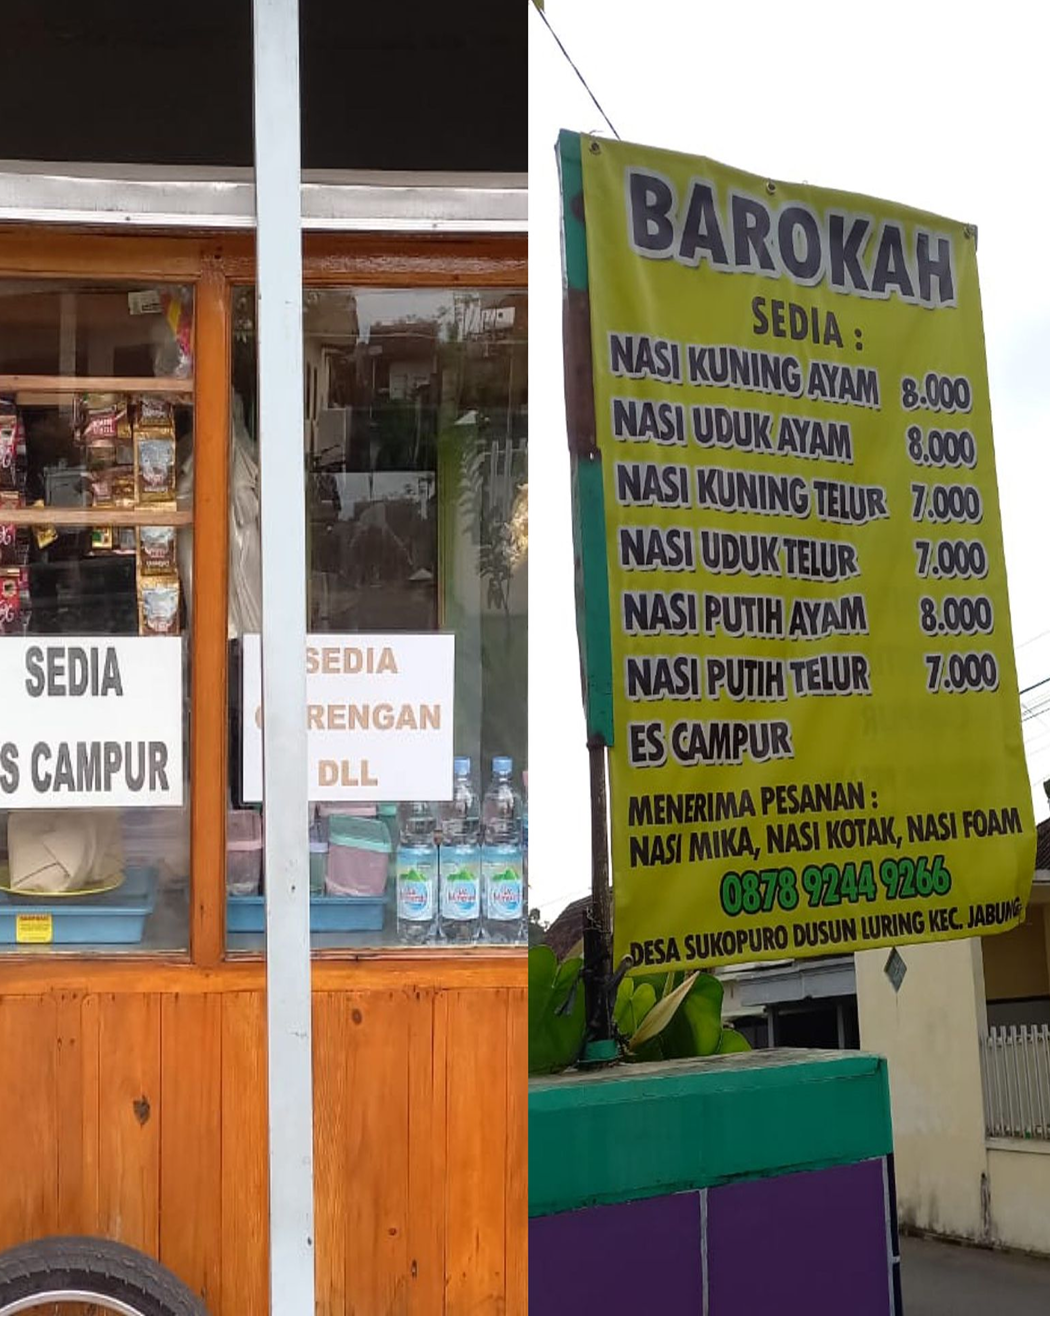 SEDIA
S CAMPUR
SEDIA
RENGAN
DLL
BAROKAH
SEDIA :
NASI KUNING AYAM 8.000
NASI UDUK AYAM 8.000
NASI KUNING TELUR 7.000
NASI UDUK TELUR 7.000
NASI PUTIH AYAM 8.000
NASI PUTIH TELUR 7.000
ES CAMPUR
MENERIMA PESANAN :
NASI MIKA, NASI KOTAK, NASI FOAM
0878 9244 9266
DESA SUKOPURO DUSUN LURING KEC. JABUNG